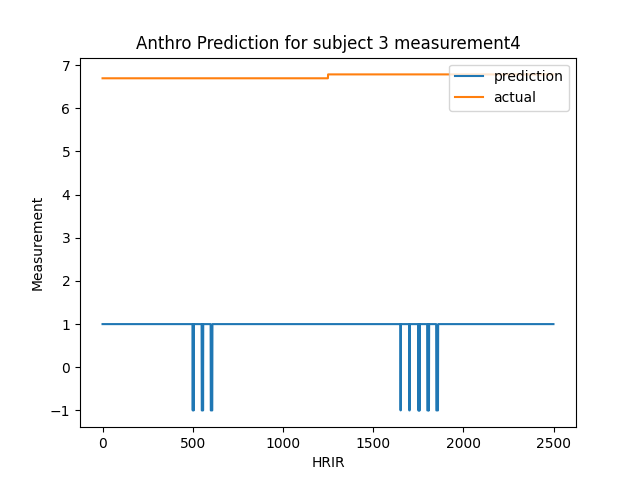 Anthro Prediction for subject 3 measurement4
prediction
actual
7
6
5
4
3
2
1
0
−1
Measurement
0 500 1000 1500 2000 2500
HRIR